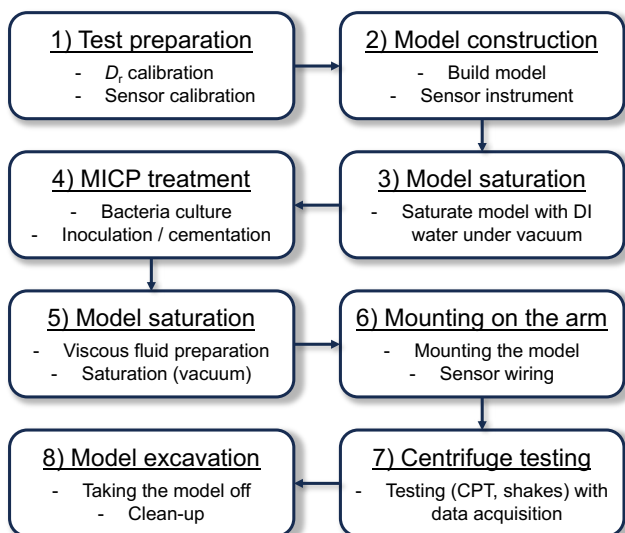 1) Test preparation
- Dr calibration
- Sensor calibration
2) Model construction
- Build model
- Sensor instrument
3) Model saturation
- Saturate model with DI
water under vacuum
4) MICP treatment
- Bacteria culture
- Inoculation / cementation
5) Model saturation
- Viscous fluid preparation
- Saturation (vacuum)
6) Mounting on the arm
- Mounting the model
- Sensor wiring
7) Centrifuge testing
- Testing (CPT, shakes) with
data acquisition
8) Model excavation
- Taking the model off
- Clean-up